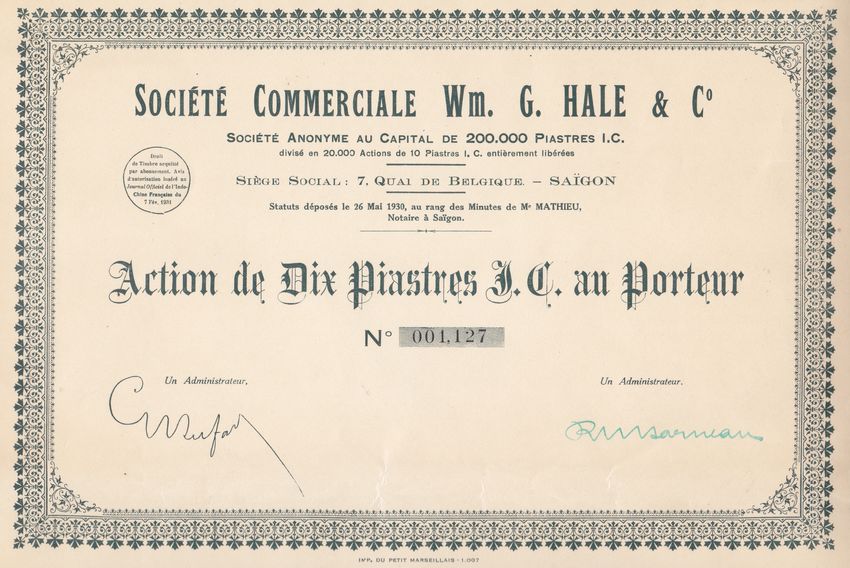 SOCIÉTÉ COMMERCIALE Wm. G. HALE & Cº
SOCIÉTÉ ANONYME AU CAPITAL DE 200.000 PIASTRES I.C.
divisé en 20.000 Actions de 10 Piastres I. C. entièrement libérées
Droit
de Timbre acquitté
par abonnement. Avis
d'autorisation inséré au
Journal Officiel de l'Indo-
Chine Française du
7 Fév. 1931
SIÈGE SOCIAL : 7, QUAI DE BELGIQUE. – SAÏGON
Statuts déposés le 26 Mai 1930, au rang des Minutes de Me MATHIEU,
Notaire à Saïgon.
Action de Dix Piastres I. C. au Porteur
Nº 001,127
Un Administrateur,
Un Administrateur.
IMP. DU PETIT MARSEILLAIS - 1.097